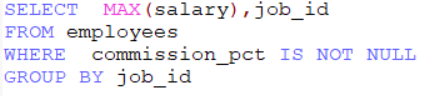 SELECT  MAX(salary),job_id
FROM employees
WHERE  commission_pct IS NOT NULL
GROUP BY job_id